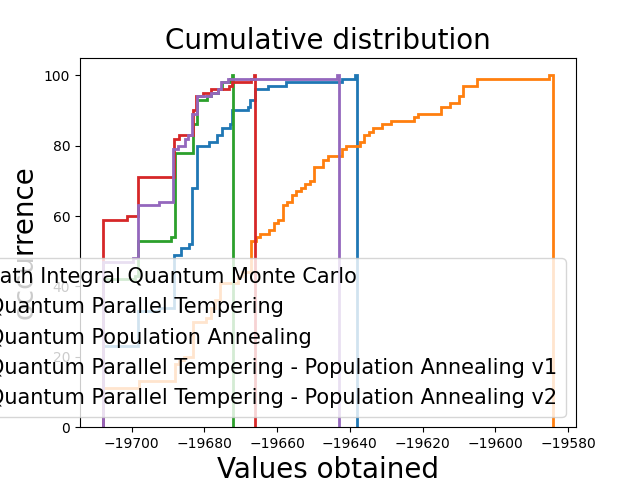 Cumulative distribution
100
80
60
40
20
0
occurrence
ath Integral Quantum Monte Carlo
Quantum Parallel Tempering
Quantum Population Annealing
Quantum Parallel Tempering - Population Annealing v1
Quantum Parallel Tempering - Population Annealing v2
−19700 −19680 −19660 −19640 −19620 −19600 −19580
Values obtained